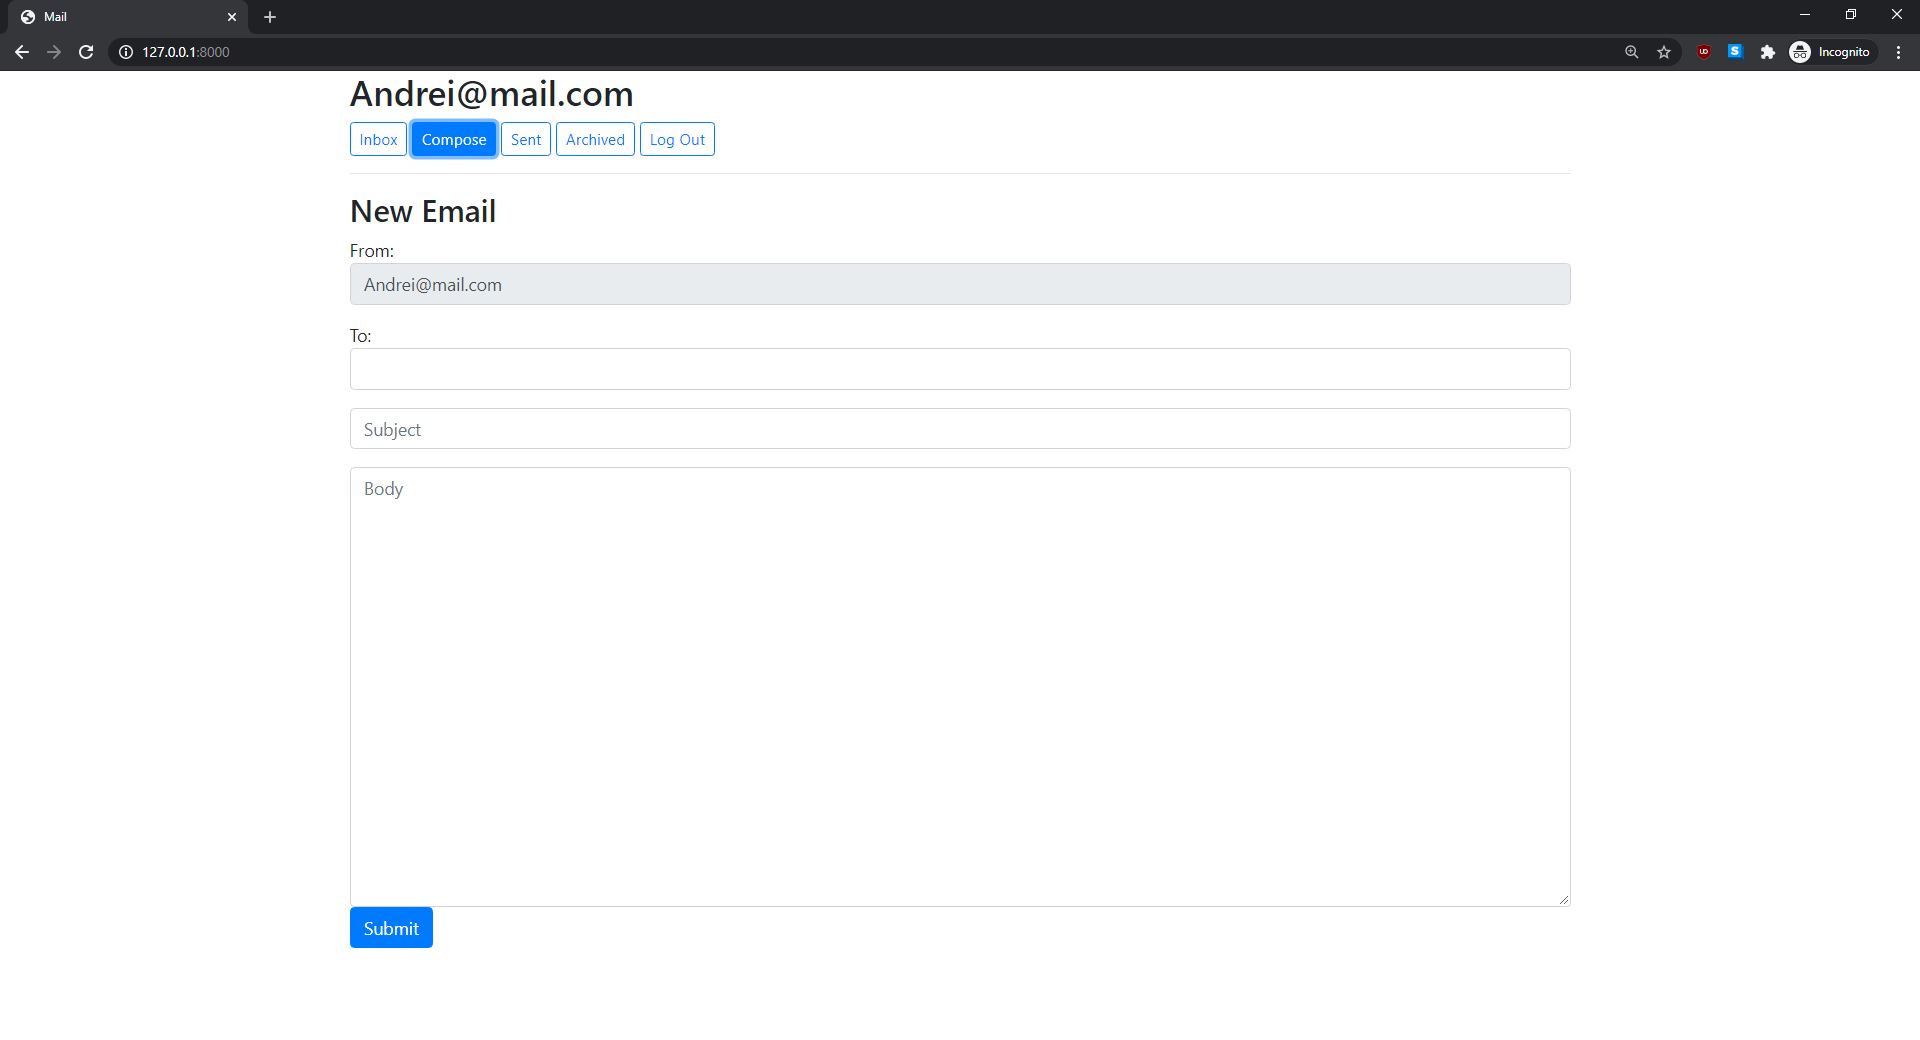 Mail
127.0.0.1:8000
Incognito
Andrei@mail.com
Inbox Compose Sent Archived Log Out
New Email
From:
Andrei@mail.com
To:
Subject
Body
Submit